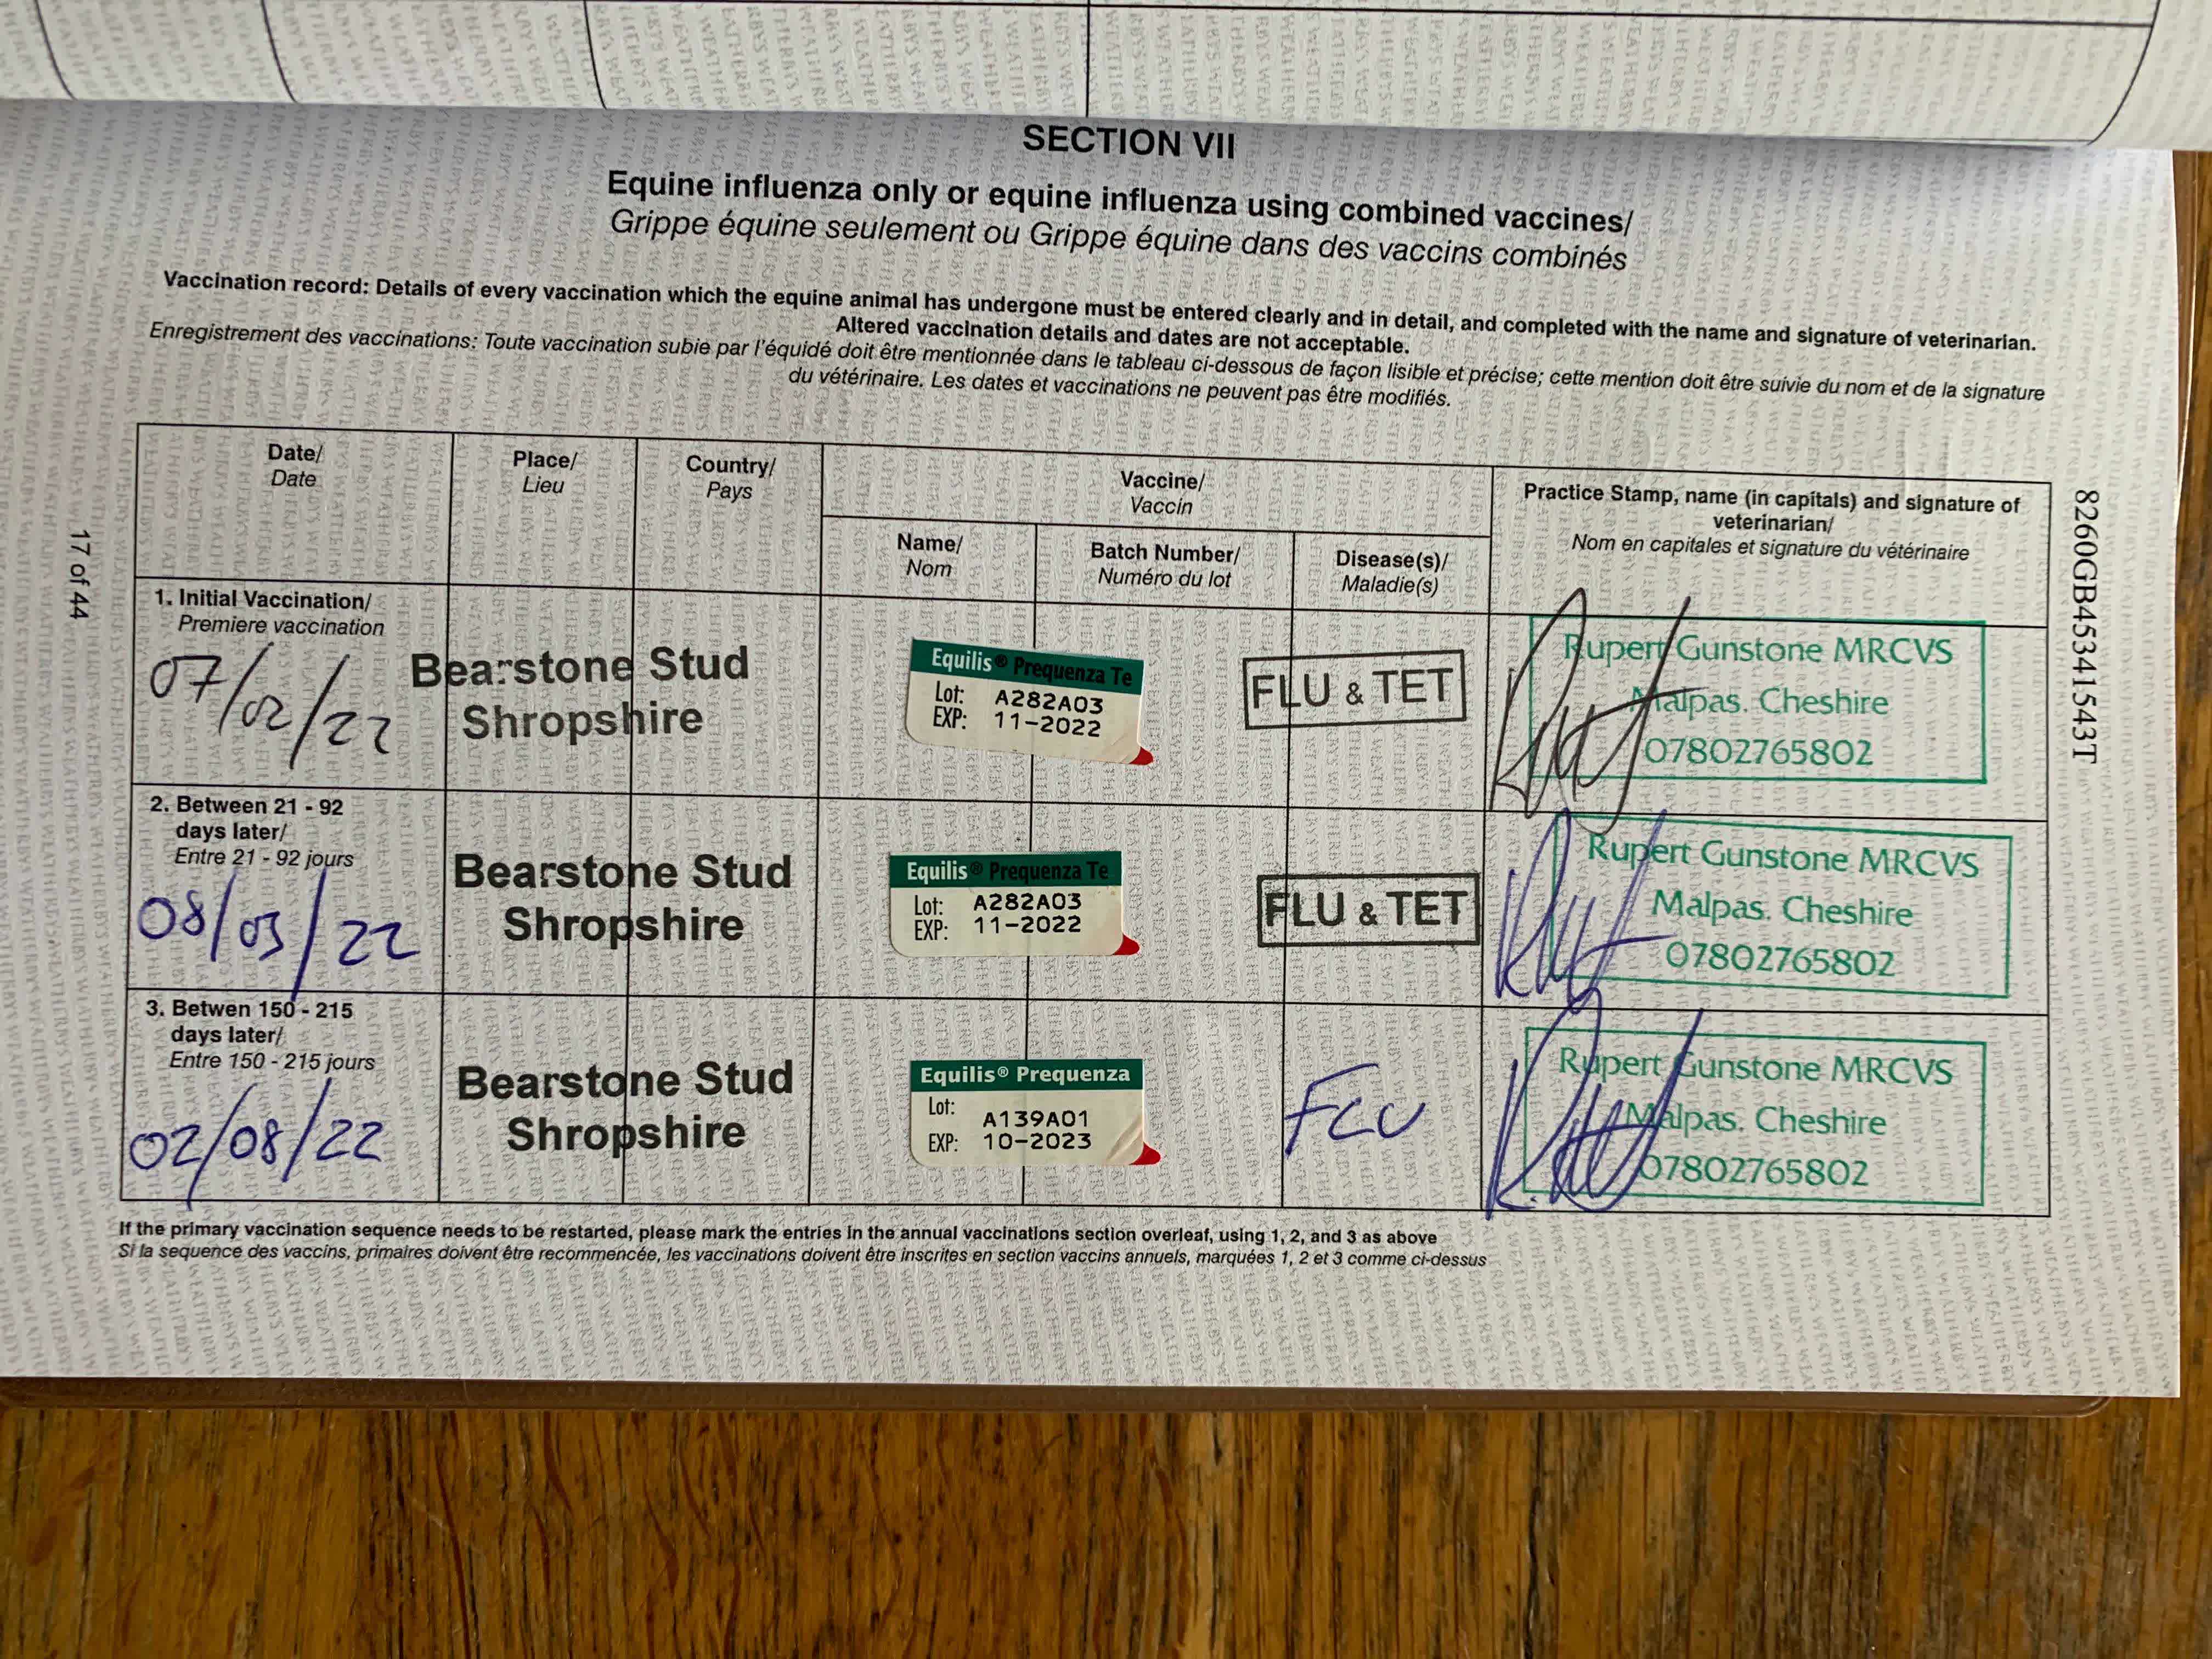 SECTION VII
Equine influenza only or equine influenza using combined vaccines/
Grippe équine seulement ou Grippe équine dans des vaccins combinés
Vaccination record: Details of every vaccination which the equine animal has undergone must be entered clearly and in detail, and completed with the name and signature of veterinarian.
Altered vaccination details and dates are not acceptable.
Enregistrement des vaccinations: Toute vaccination subie par l'équidé doit être mentionnée dans le tableau ci-dessous de façon lisible et précise; cette mention doit être suivie du nom et de la signature
du vétérinaire. Les dates et vaccinations ne peuvent pas être modifiés.
Date/
Date
Place/
Lieu
Country/
Pays
Vaccine/
Vaccin
Name/
Nom
Batch Number/
Numéro du lot
Disease(s)/
Maladie(s)
Practice Stamp, name (in capitals) and signature of
veterinarian/
Nom en capitales et signature du vétérinaire
1. Initial Vaccination/
Premiere vaccination
07/02/22
Bearstone Stud
Shropshire
Equilis® Prequenza Te
Lot: A282A03
EXP: 11-2022
FLU & TET
Rupert Gunstone MRCVS
Malpas. Cheshire
07802765802
2. Between 21 - 92
days later/
Entre 21 - 92 jours
08/03/22
Bearstone Stud
Shropshire
Equilis® Prequenza Te
Lot: A282A03
EXP: 11-2022
FLU & TET
Rupert Gunstone MRCVS
Malpas. Cheshire
07802765802
3. Betwen 150 - 215
days later/
Entre 150 - 215 jours
02/08/22
Bearstone Stud
Shropshire
Equilis® Prequenza
Lot: A139A01
EXP: 10-2023
FLU
Rupert Gunstone MRCVS
Malpas. Cheshire
07802765802
If the primary vaccination sequence needs to be restarted, please mark the entries in the annual vaccinations section overleaf, using 1, 2, and 3 as above
Si la sequence des vaccins, primaires doivent être recommencée, les vaccinations doivent être inscrites en section vaccins annuels, marquées 1, 2 et 3 comme ci-dessus
17 of 44
8260GB45341543T
WEATHERBYS